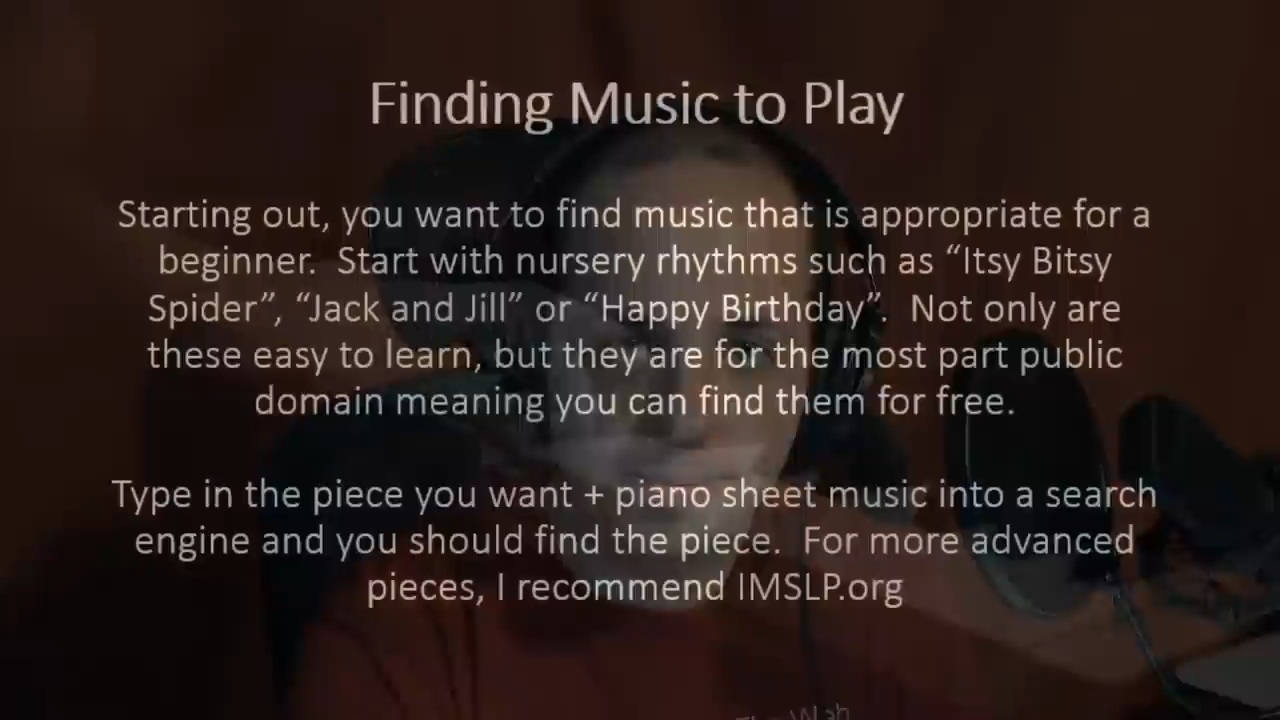 Finding Music to Play
Starting out, you want to find music that is appropriate for a
beginner.  Start with nursery rhythms such as “Itsy Bitsy
Spider”, “Jack and Jill” or “Happy Birthday”.  Not only are
these easy to learn, but they are for the most part public
domain meaning you can find them for free.
Type in the piece you want + piano sheet music into a search
engine and you should find the piece.  For more advanced
pieces, I recommend IMSLP.org